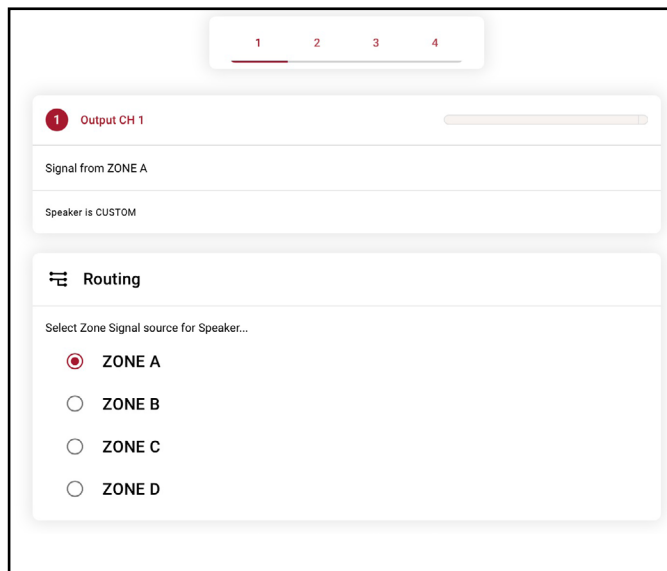 1 2 3 4
1 Output CH 1
Signal from ZONE A
Speaker is CUSTOM
Routing
Select Zone Signal source for Speaker...
ZONE A
ZONE B
ZONE C
ZONE D